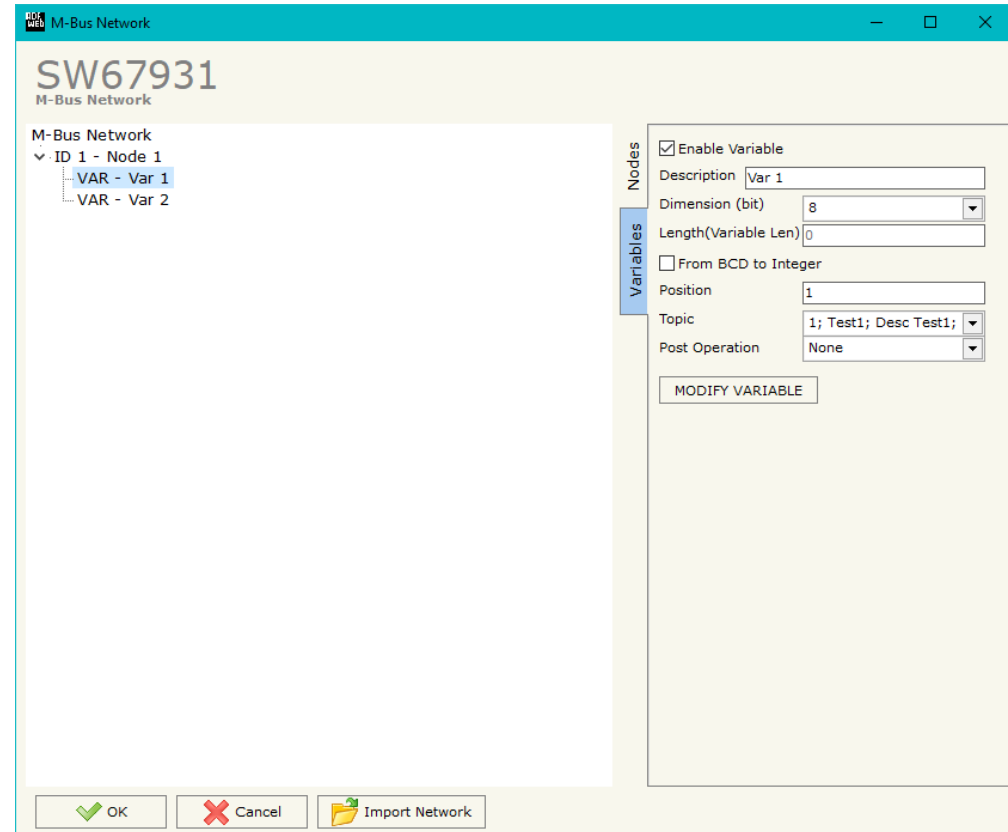 ADF
WEB
M-Bus Network
SW67931
M-Bus Network
M-Bus Network
ID 1 - Node 1
VAR - Var 1
VAR - Var 2
Nodes
Variables
Enable Variable
Description Var 1
Dimension (bit) 8
Length(Variable Len) 0
From BCD to Integer
Position 1
Topic 1; Test1; Desc Test1;
Post Operation None
MODIFY VARIABLE
OK Cancel Import Network